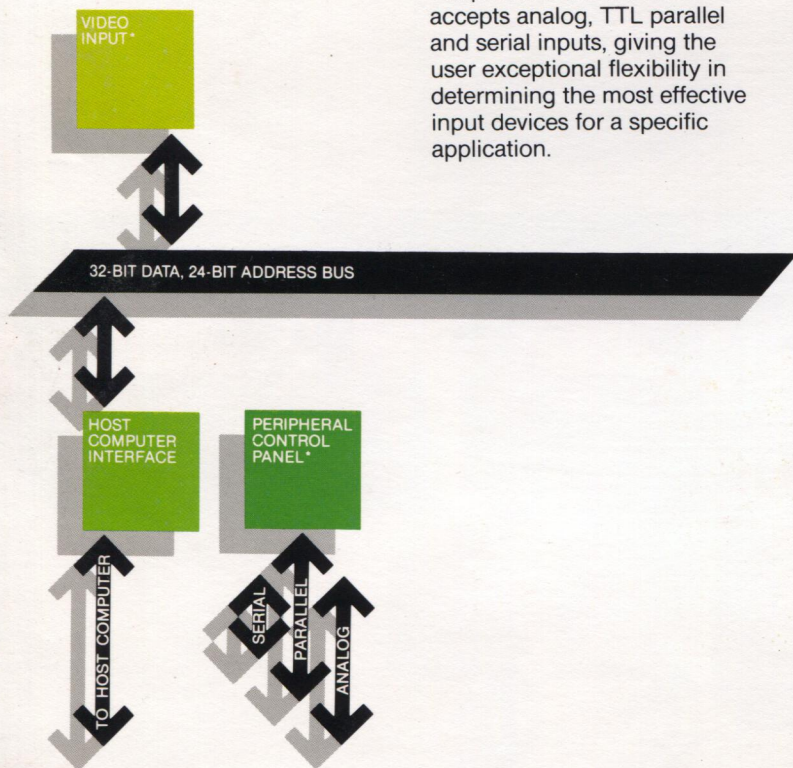 accepts analog, TTL parallel
and serial inputs, giving the
user exceptional flexibility in
determining the most effective
input devices for a specific
application.
VIDEO
INPUT*
32-BIT DATA, 24-BIT ADDRESS BUS
HOST
COMPUTER
INTERFACE
PERIPHERAL
CONTROL
PANEL*
TO HOST COMPUTER
SERIAL
PARALLEL
ANALOG